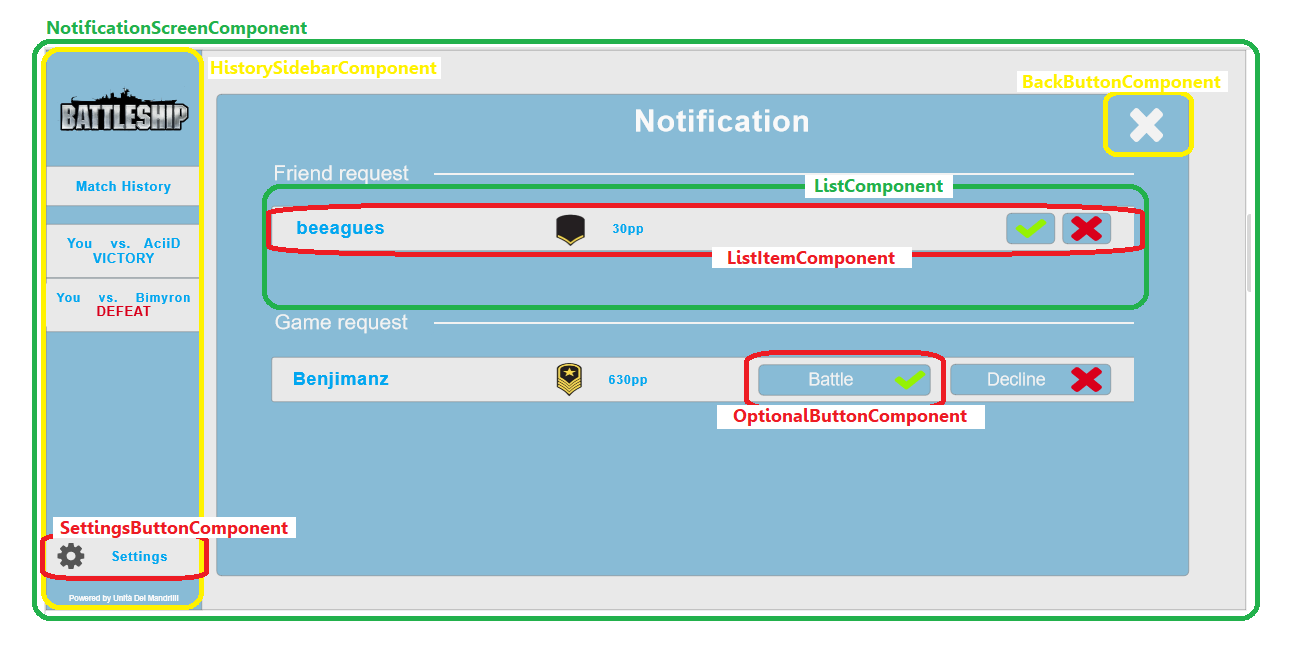 NotificationScreenComponent
HistorySidebarComponent
BackButtonComponent
BATTLESHIP
Notification
Match History
Friend request
ListComponent
beeagues 30pp
ListItemComponent
You vs. AciiD
VICTORY
You vs. Bimyron
DEFEAT
Game request
Benjimanz 630pp Battle Decline
OptionalButtonComponent
SettingsButtonComponent
Settings
Powered by Unità Dei Mandrilli